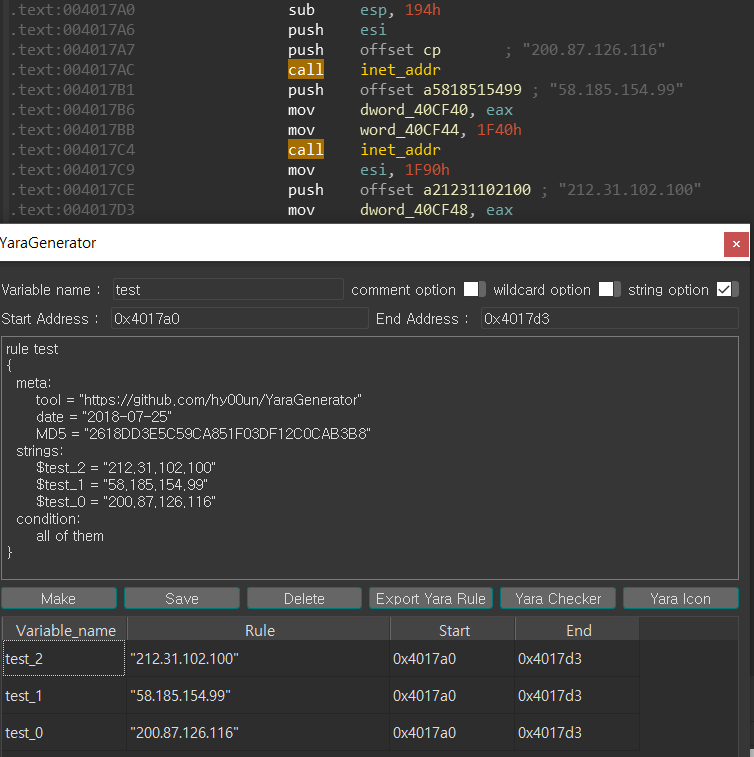 .text:004017A0 sub esp, 194h
.text:004017A6 push esi
.text:004017A7 push offset cp ; "200.87.126.116"
.text:004017AC call inet_addr
.text:004017B1 push offset a5818515499 ; "58.185.154.99"
.text:004017B6 mov dword_40CF40, eax
.text:004017BB mov word_40CF44, 1F40h
.text:004017C4 call inet_addr
.text:004017C9 mov esi, 1F90h
.text:004017CE push offset a21231102100 ; "212.31.102.100"
.text:004017D3 mov dword_40CF48, eax
YaraGenerator
Variable name : test comment option wildcard option string option
Start Address : 0x4017a0 End Address : 0x4017d3
rule test
{
meta:
tool = "https://github.com/hy00un/YaraGenerator"
date = "2018-07-25"
MD5 = "2618DD3E5C59CA851F03DF12C0CAB3B8"
strings:
$test_2 = "212.31.102.100"
$test_1 = "58.185.154.99"
$test_0 = "200.87.126.116"
condition:
all of them
}
Make Save Delete Export Yara Rule Yara Checker Yara Icon
Variable_name Rule Start End
test_2 "212.31.102.100" 0x4017a0 0x4017d3
test_1 "58.185.154.99" 0x4017a0 0x4017d3
test_0 "200.87.126.116" 0x4017a0 0x4017d3